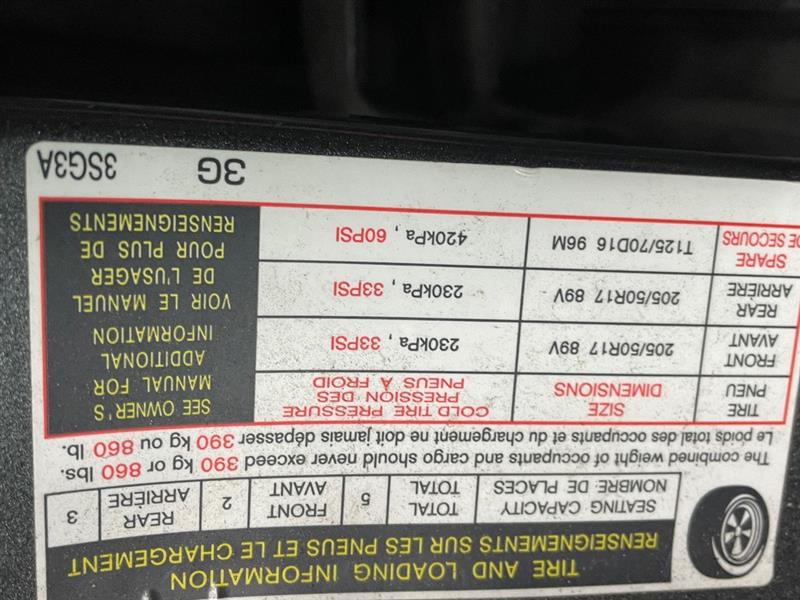 TIRE AND LOADING INFORMATION
RENSEIGNEMENTS SUR LES PNEUS ET LE CHARGEMENT
SEATING CAPACITY TOTAL 5 FRONT 2 REAR 3
NOMBRE DE PLACES TOTAL AVANT ARRIÈRE
The combined weight of occupants and cargo should never exceed 390 kg or 860 lbs.
Le poids total des occupants et du chargement ne doit jamais dépasser 390 kg ou 860 lb.
TIRE SIZE COLD TIRE PRESSURE
PNEU DIMENSIONS PRESSION DES
PNEUS À FROID
FRONT 205/50R17 89V 230kPa, 33PSI
AVANT
REAR 205/50R17 89V 230kPa, 33PSI
ARRIÈRE
SPARE T125/70D16 96M 420kPa, 60PSI
DE SECOURS
SEE OWNER'S
MANUAL FOR
ADDITIONAL
INFORMATION
VOIR LE MANUEL
DE L'USAGER
POUR PLUS DE
RENSEIGNEMENTS
3G 3SG3A